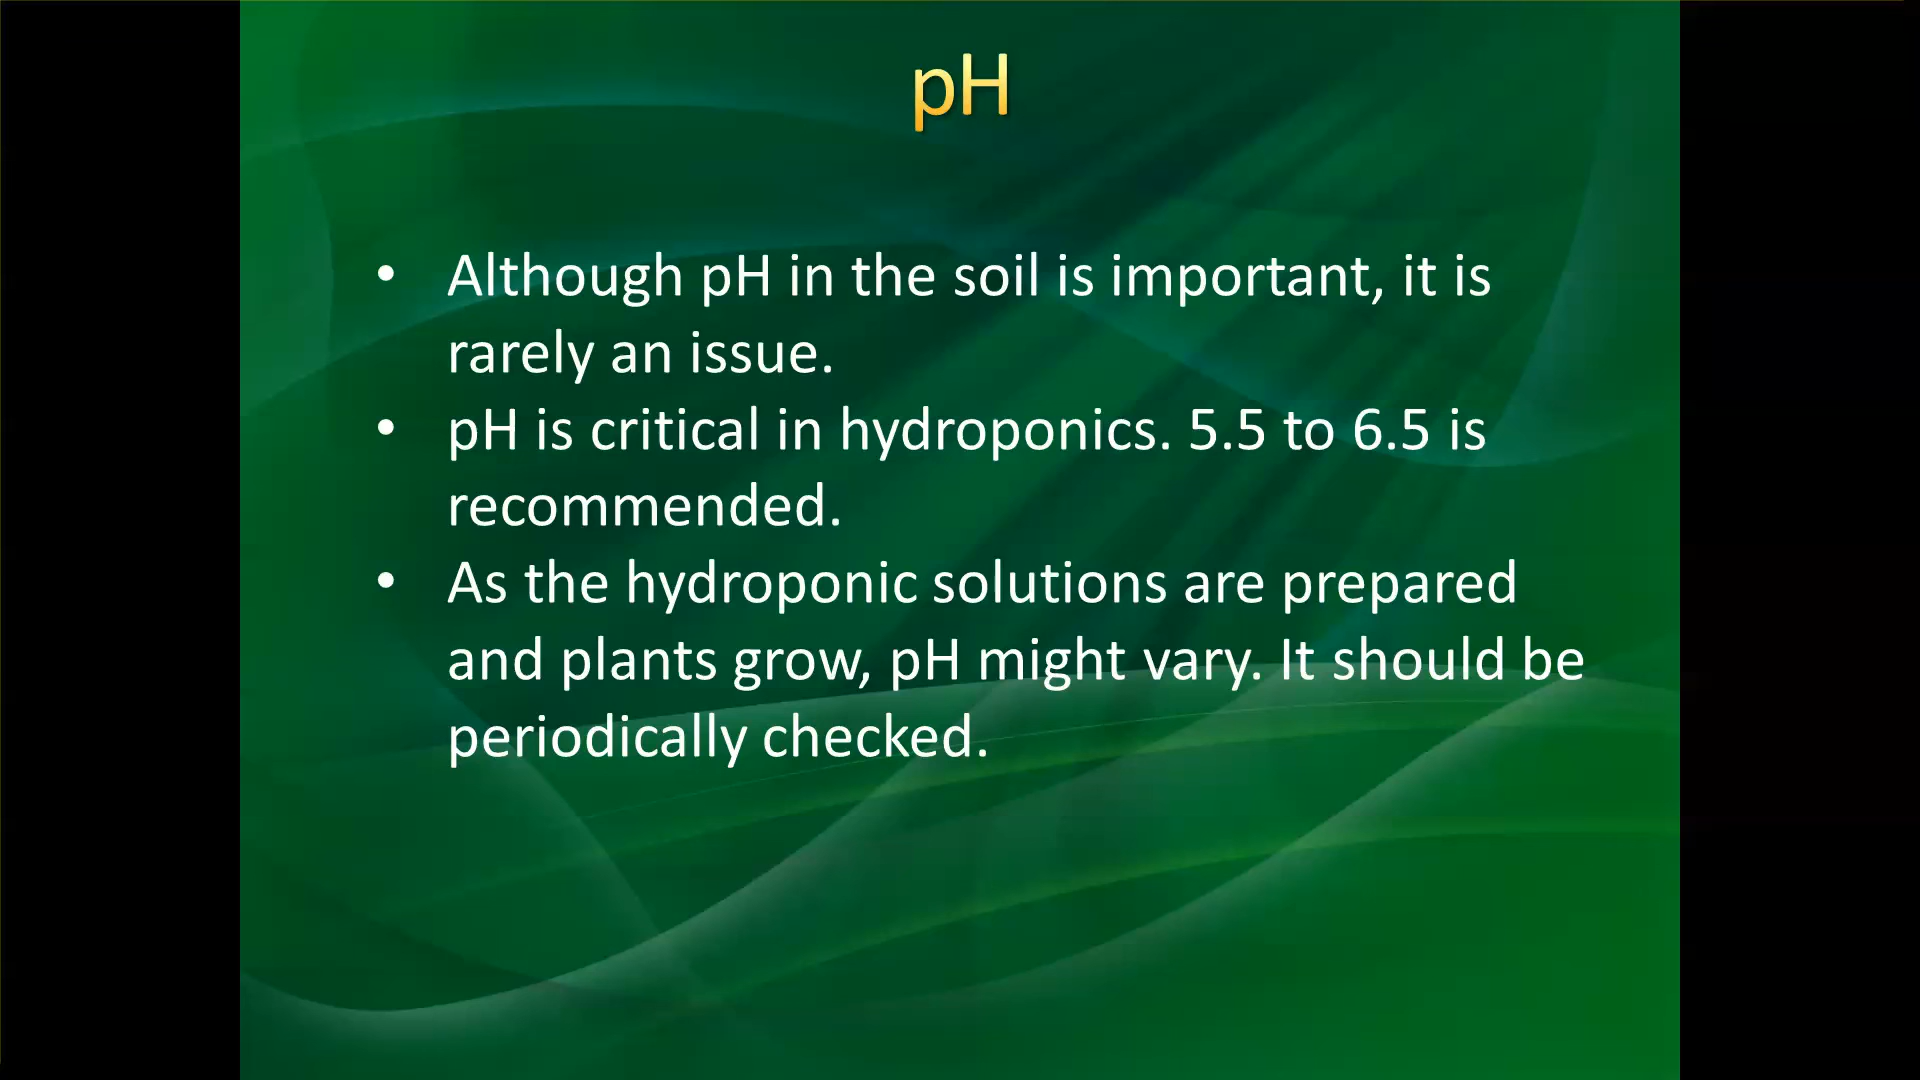 pH
• Although pH in the soil is important, it is
rarely an issue.
• pH is critical in hydroponics. 5.5 to 6.5 is
recommended.
• As the hydroponic solutions are prepared
and plants grow, pH might vary. It should be
periodically checked.